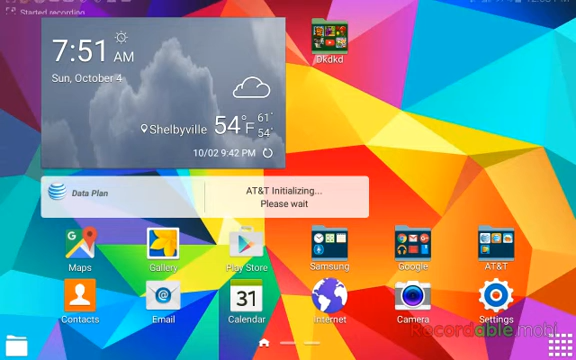 Started recording
7:51 AM
Sun, October 4
Shelbyville
54°F
61°
54°
10/02 9:42 PM
Dkdkd
Data Plan
AT&T Initializing...
Please wait
Maps
Gallery
Play Store
Samsung
Google
AT&T
31
Contacts
Email
Calendar
Internet
Camera
Settings
Recordable.mobi